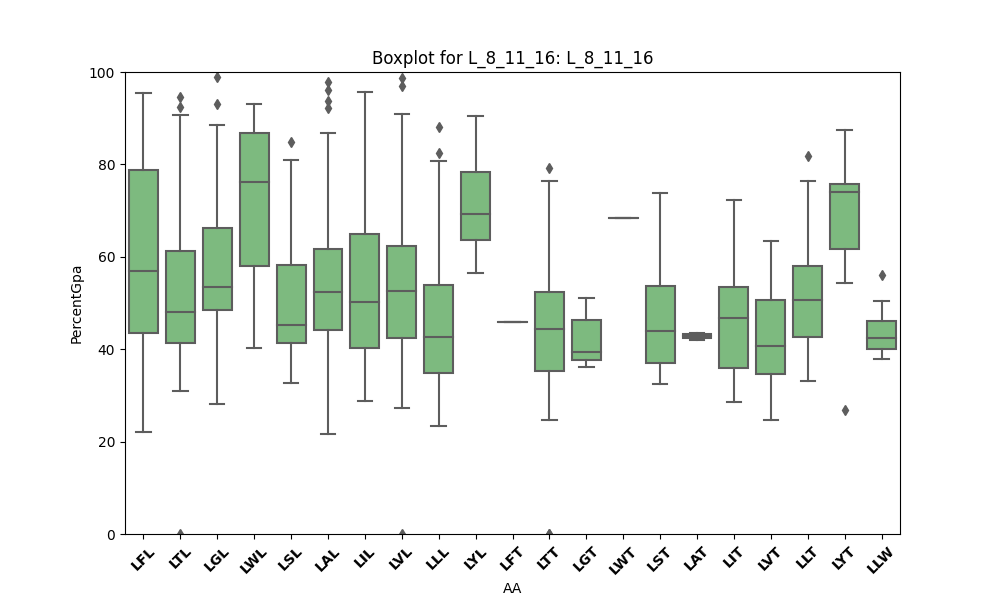 Boxplot for L_8_11_16: L_8_11_16
PercentGpa
100
80
60
40
20
0
LFL
LTL
LGL
LWL
LSL
LAL
LIL
LVL
LLL
LYL
LFT
LTT
LGT
LWT
LST
LAT
LIT
LVT
LLT
LYT
LLW
AA